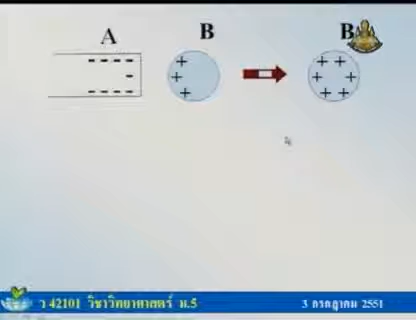 A B B
- - - - + + +
- + + +
- - - - + + +
ว 42101 วิชาวิทยาศาสตร์ ม.5 3 กรกฎาคม 2551